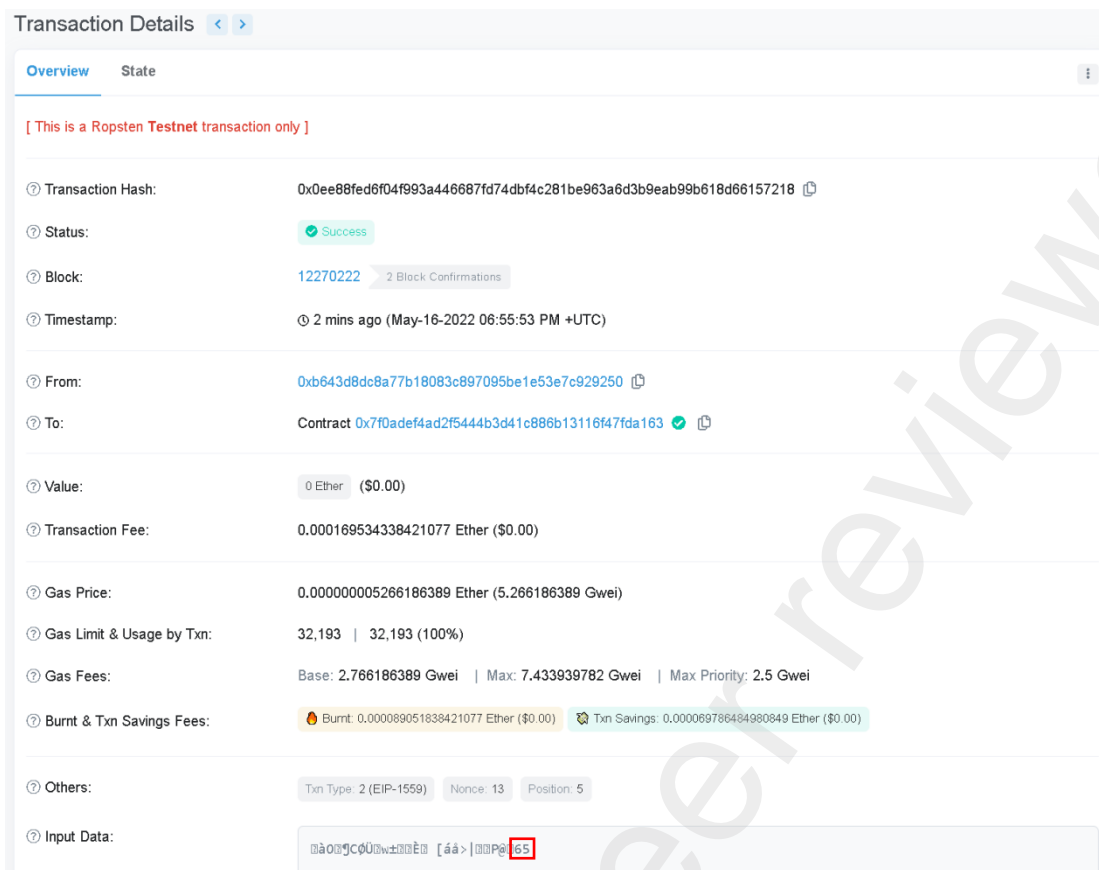 Transaction Details < >
Overview State
[ This is a Ropsten Testnet transaction only ]
Transaction Hash: 0x0ee88fed6f04f993a446687fd74dbf4c281be963a6d3b9eab99b618d66157218
Status: Success
Block: 12270222 2 Block Confirmations
Timestamp: 2 mins ago (May-16-2022 06:55:53 PM +UTC)
From: 0xb643d8dc8a77b18083c897095be1e53e7c929250
To: Contract 0x7f0adef4ad2f5444b3d41c886b13116f47fda163
Value: 0 Ether ($0.00)
Transaction Fee: 0.000169534338421077 Ether ($0.00)
Gas Price: 0.000000005266186389 Ether (5.266186389 Gwei)
Gas Limit & Usage by Txn: 32,193 | 32,193 (100%)
Gas Fees: Base: 2.766186389 Gwei | Max: 7.433939782 Gwei | Max Priority: 2.5 Gwei
Burnt & Txn Savings Fees: Burnt: 0.000089051838421077 Ether ($0.00) Txn Savings: 0.000069786484980849 Ether ($0.00)
Others: Txn Type: 2 (EIP-1559) Nonce: 13 Position: 5
Input Data: 65
eer review